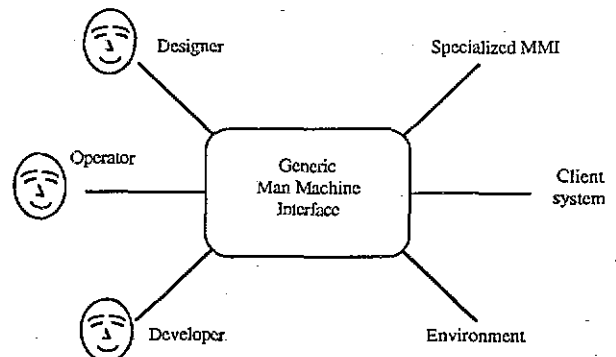 Designer
Specialized MMI
Operator
Generic
Man Machine
Interface
Client
system
Developer.
Environment